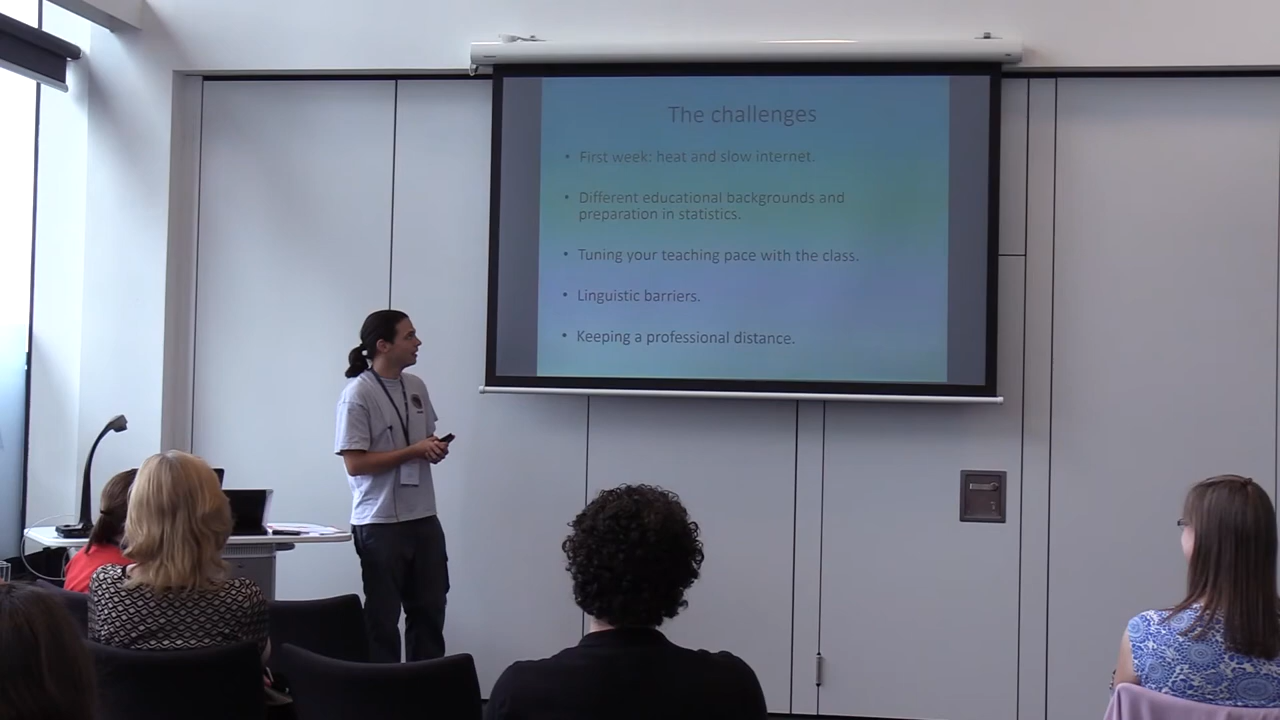 The challenges
• First week: heat and slow internet.
• Different educational backgrounds and
preparation in statistics.
• Tuning your teaching pace with the class.
• Linguistic barriers.
• Keeping a professional distance.